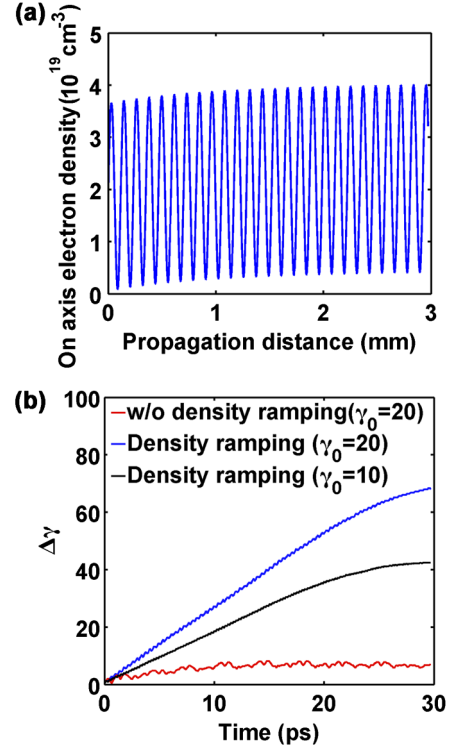 (a)
On axis electron density(10^19 cm^-3)
5
4
3
2
1
0
0 1 2 3
Propagation distance (mm)
(b)
Δγ
100
80
60
40
20
0
w/o density ramping(γ₀=20)
Density ramping (γ₀=20)
Density ramping (γ₀=10)
0 10 20 30
Time (ps)